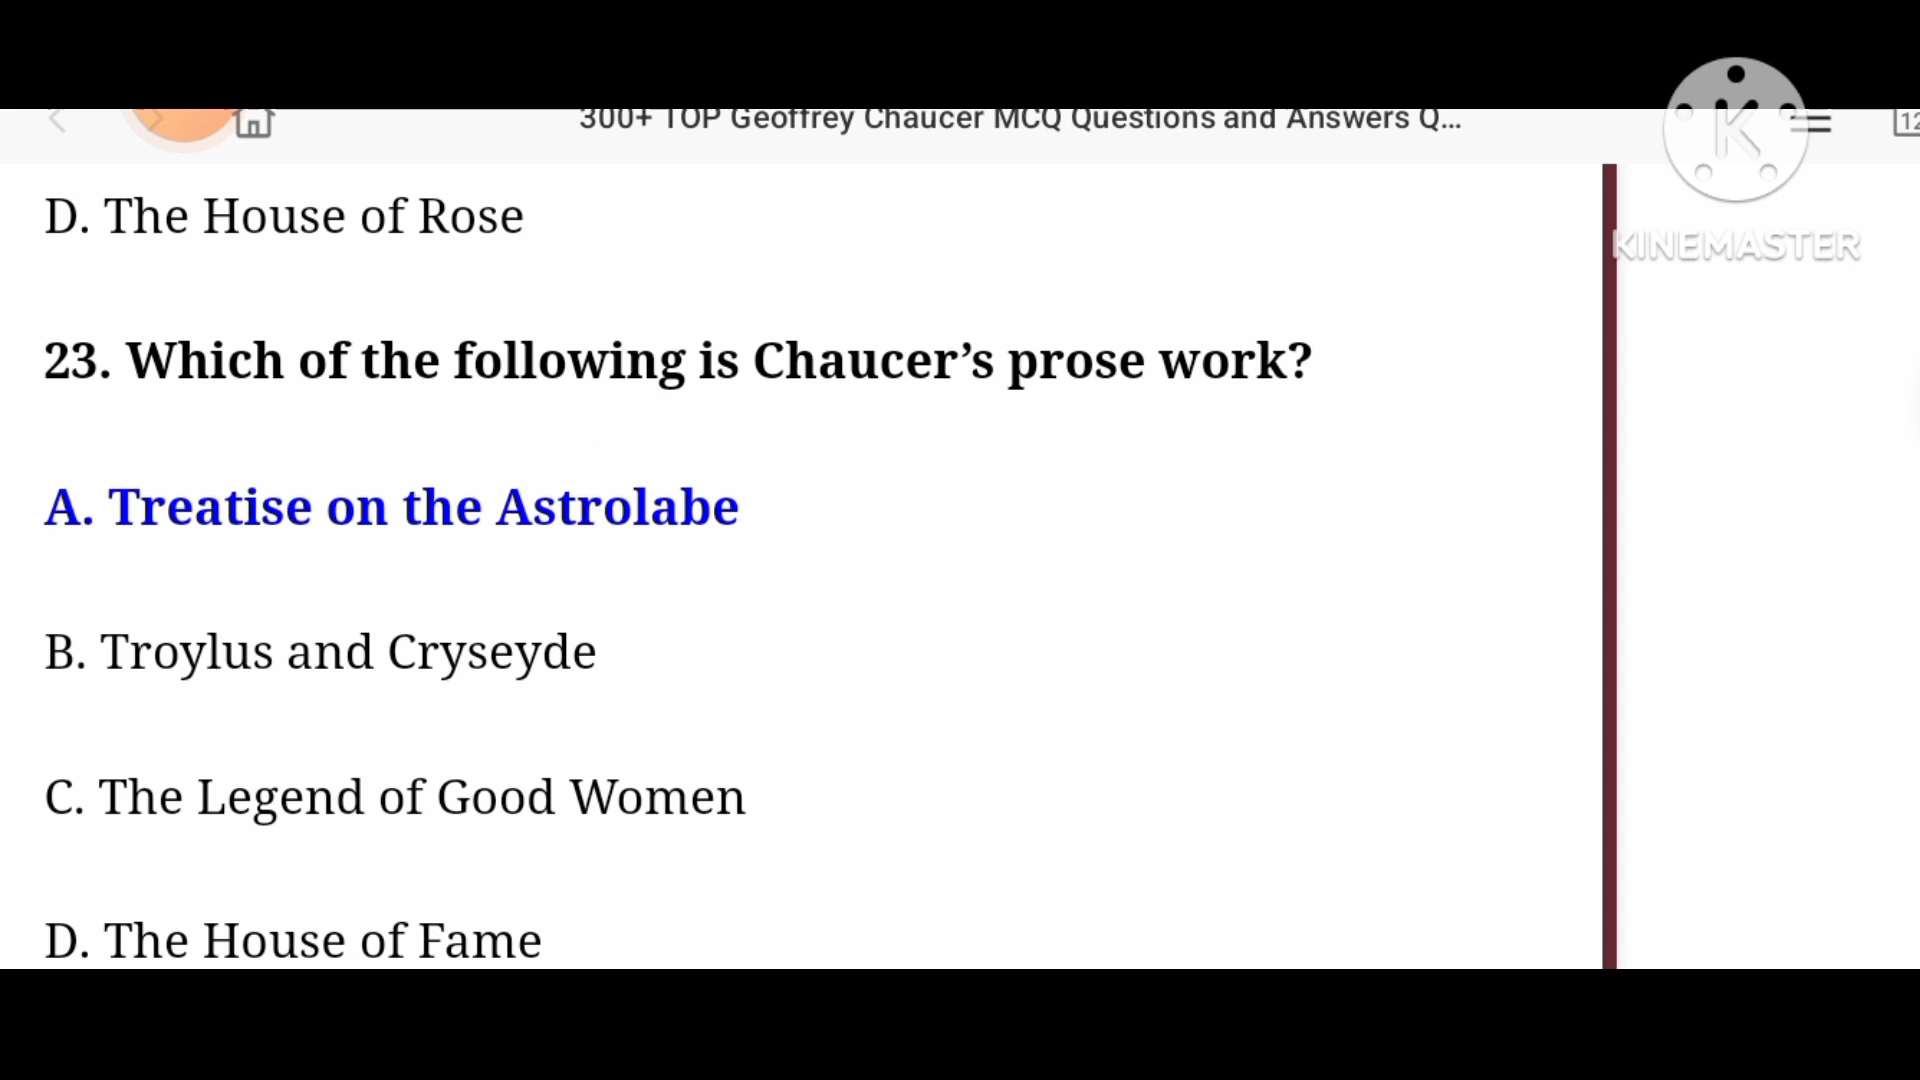 300+ TOP Geoffrey Chaucer MCQ Questions and Answers Q...
12
K
KINEMASTER
D. The House of Rose
23. Which of the following is Chaucer’s prose work?
A. Treatise on the Astrolabe
B. Troylus and Cryseyde
C. The Legend of Good Women
D. The House of Fame